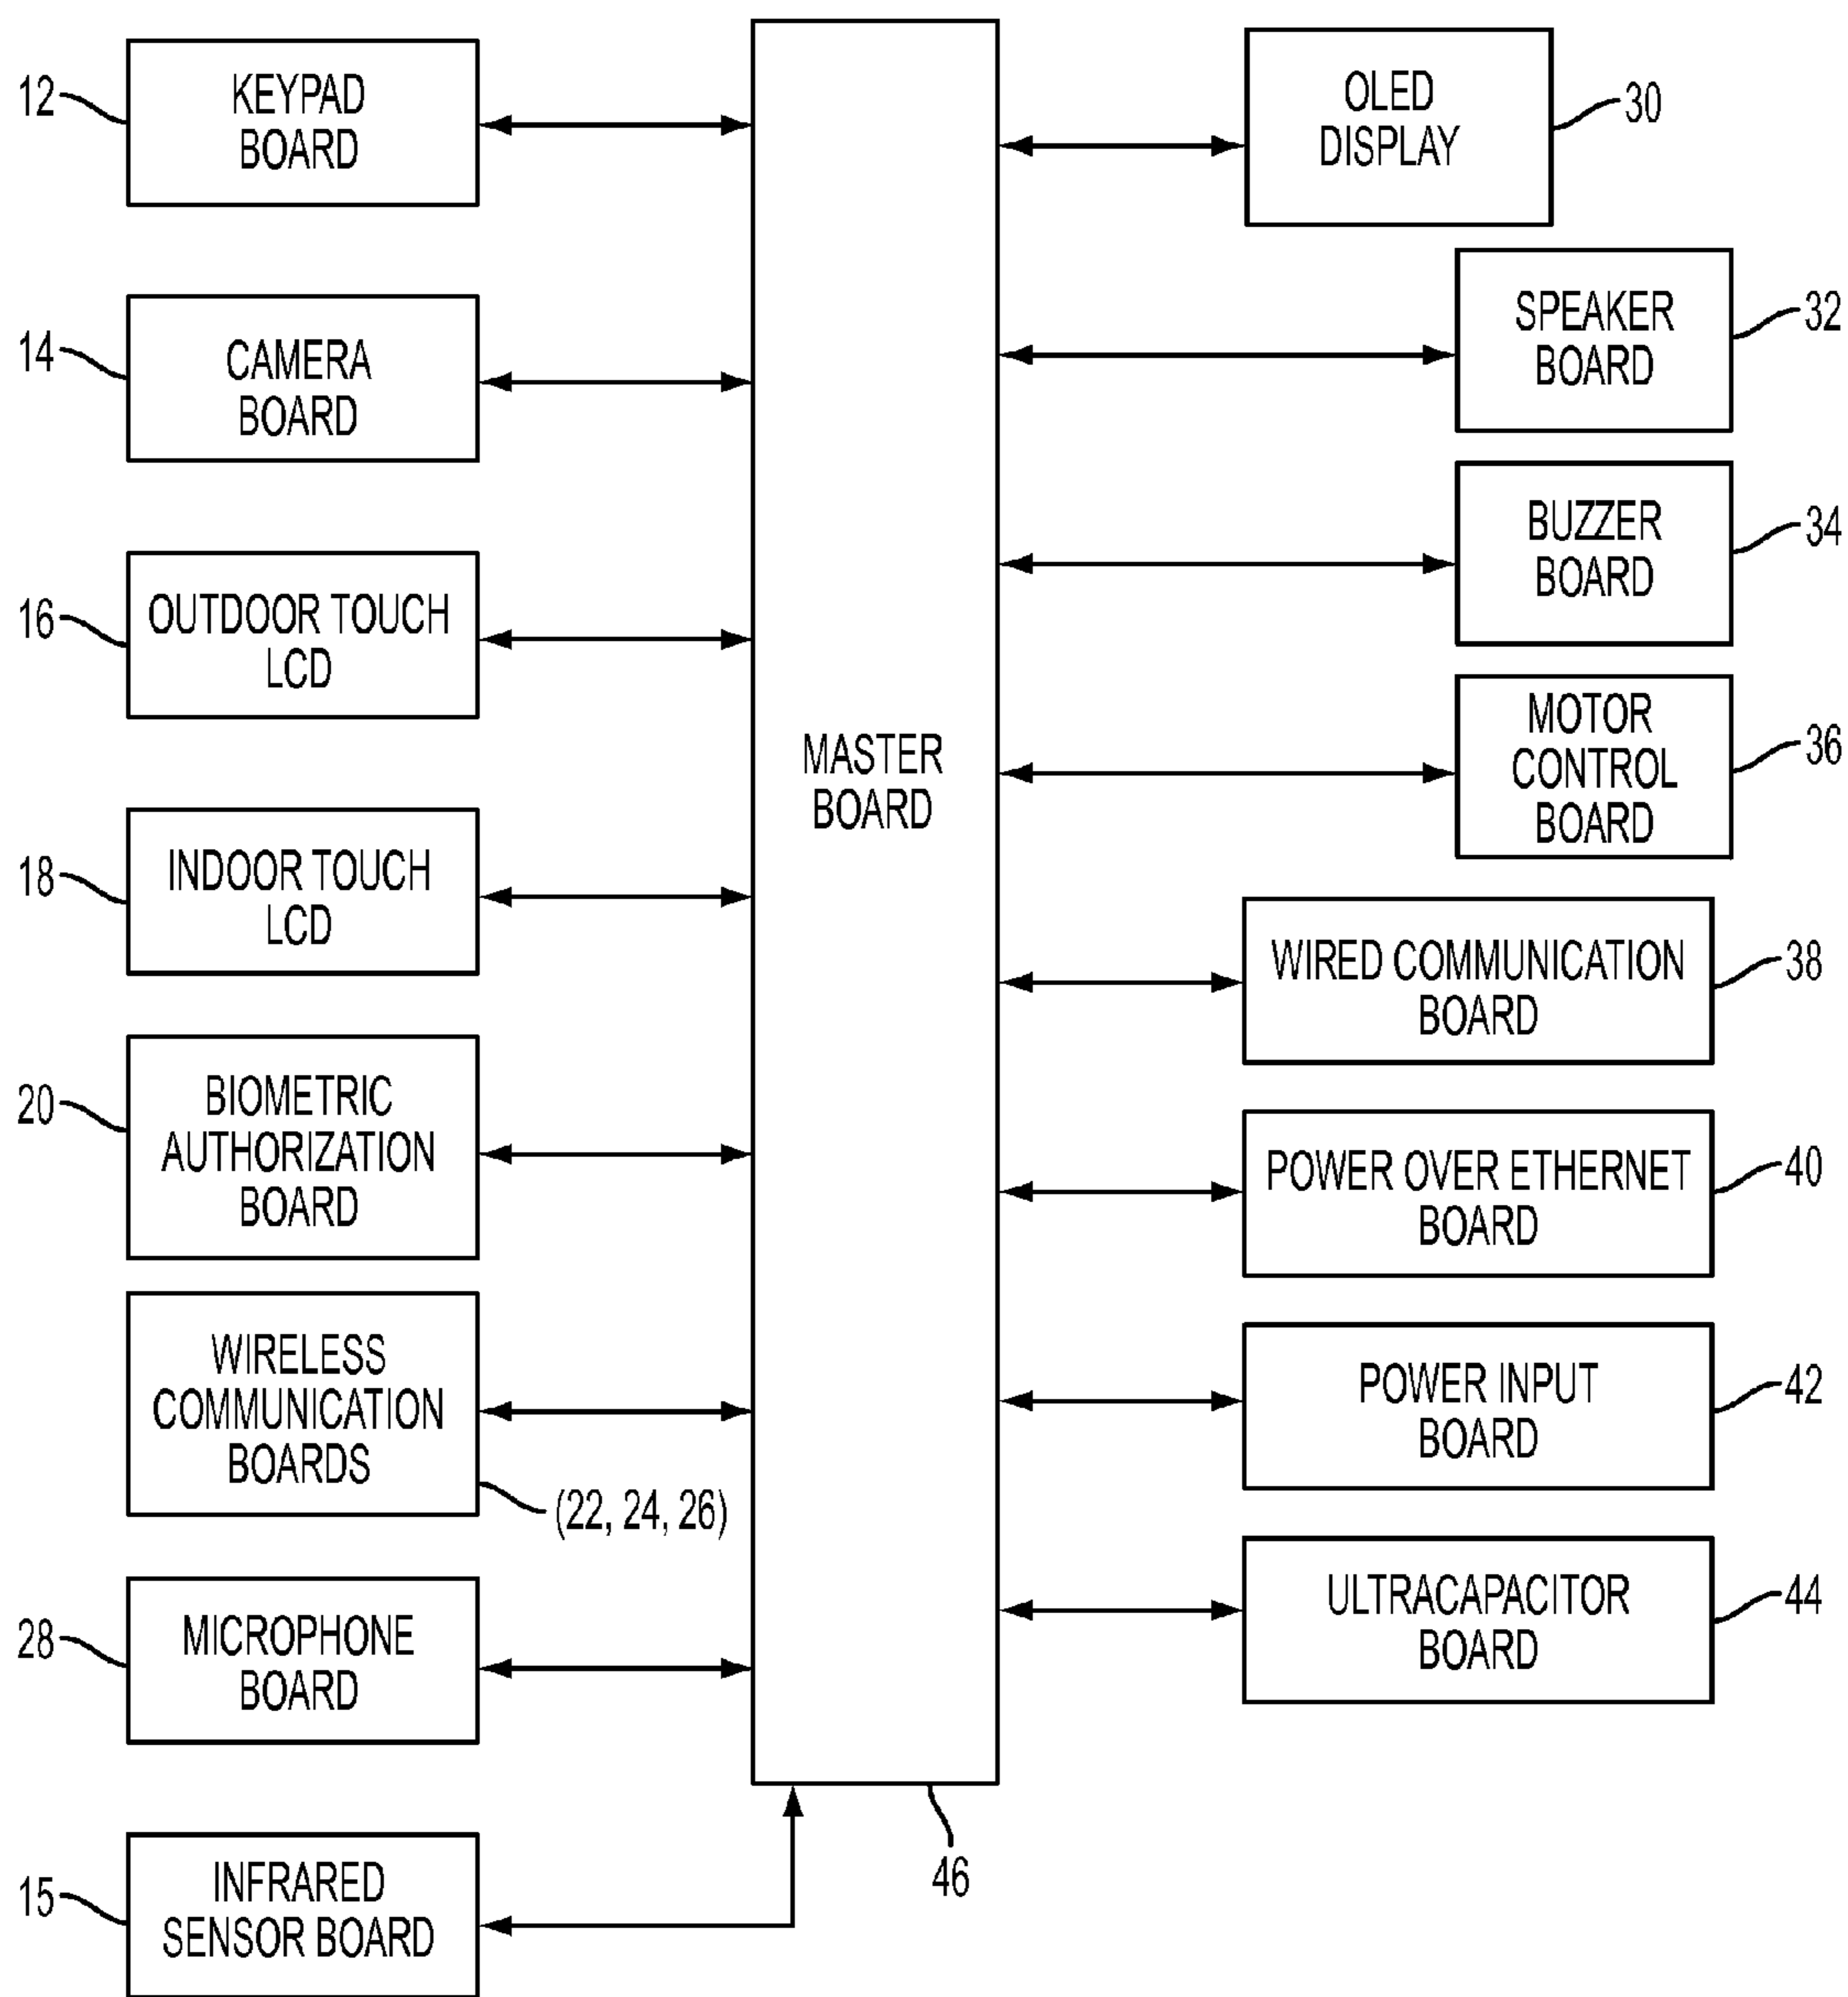 12
KEYPAD
BOARD
14
CAMERA
BOARD
16
OUTDOOR TOUCH
LCD
18
INDOOR TOUCH
LCD
20
BIOMETRIC
AUTHORIZATION
BOARD
WIRELESS
COMMUNICATION
BOARDS
(22, 24, 26)
28
MICROPHONE
BOARD
15
INFRARED
SENSOR BOARD
MASTER
BOARD
46
OLED
DISPLAY
30
SPEAKER
BOARD
32
BUZZER
BOARD
34
MOTOR
CONTROL
BOARD
36
WIRED COMMUNICATION
BOARD
38
POWER OVER ETHERNET
BOARD
40
POWER INPUT
BOARD
42
ULTRACAPACITOR
BOARD
44